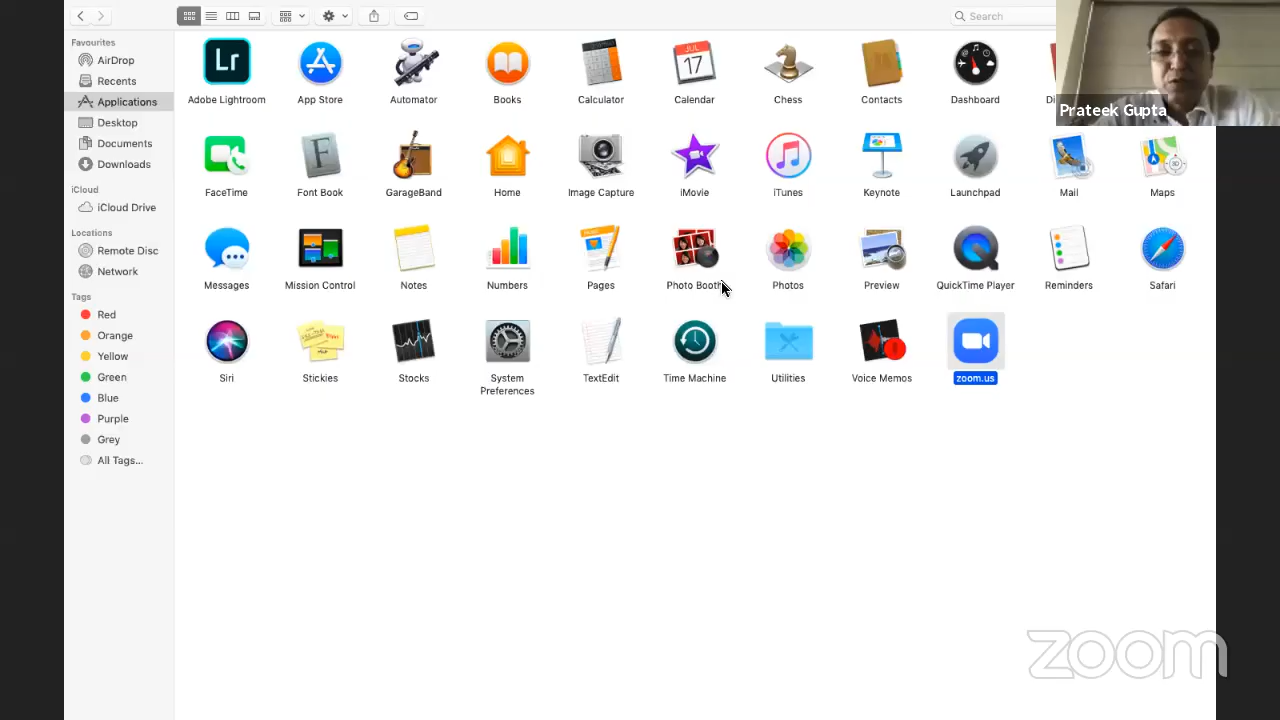 Search
Favourites
AirDrop
Recents
Applications
Desktop
Documents
Downloads
iCloud
iCloud Drive
Locations
Remote Disc
Network
Tags
Red
Orange
Yellow
Green
Blue
Purple
Grey
All Tags...
Lr
JUL
17
Adobe Lightroom App Store Automator Books Calculator Calendar Chess Contacts Dashboard
Prateek Gupta
F
3D
FaceTime Font Book GarageBand Home Image Capture iMovie iTunes Keynote Launchpad Mail Maps
Messages Mission Control Notes Numbers Pages Photo Booth Photos Preview QuickTime Player Reminders Safari
Siri Stickies Stocks System Preferences TextEdit Time Machine Utilities Voice Memos zoom.us
zoom